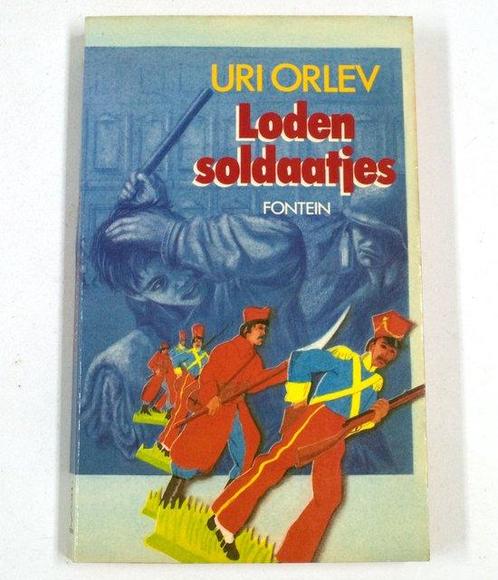 URI ORLEV
Loden
soldaatjes
FONTEIN